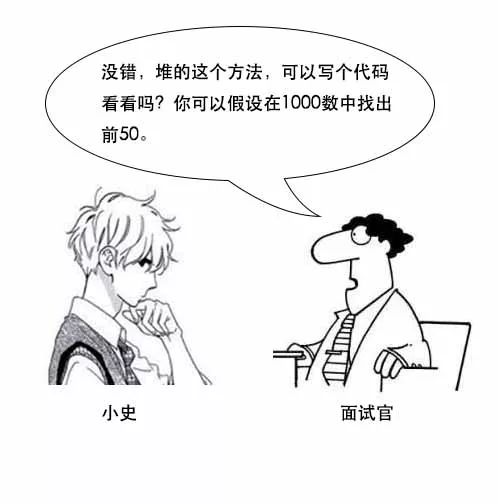 没错，堆的这个方法，可以写个代码
看看吗？你可以假设在1000数中找出
前50。
小史
面试官